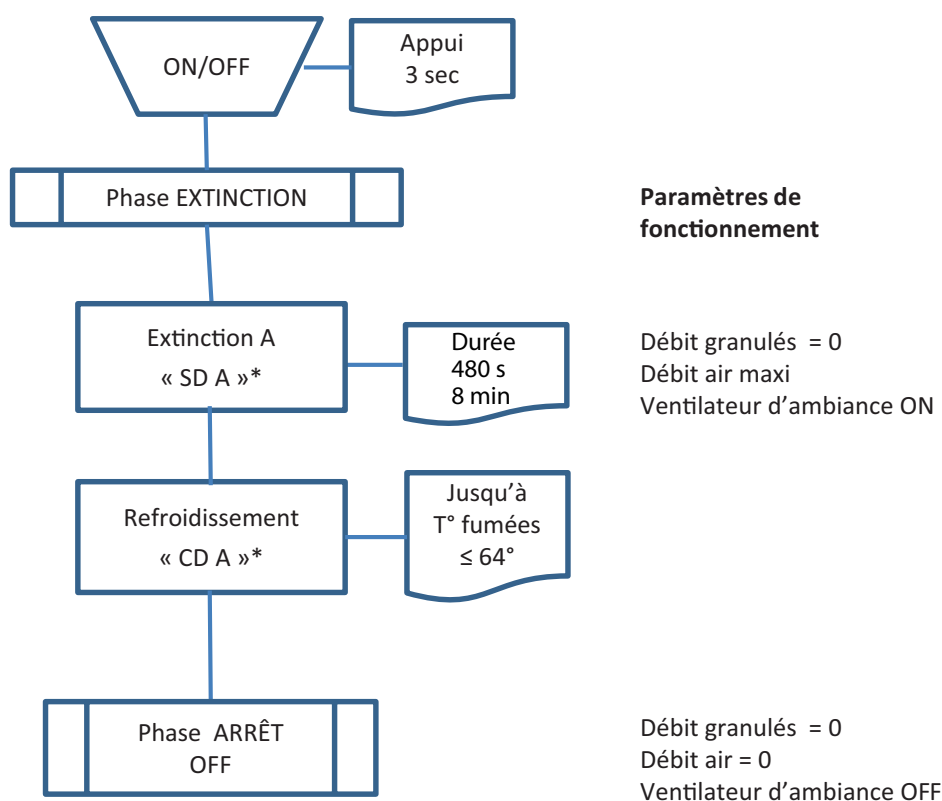 ON/OFF
Appui
3 sec
Phase EXTINCTION
Paramètres de
fonctionnement
Extinction A
« SD A »*
Durée
480 s
8 min
Débit granulés = 0
Débit air maxi
Ventilateur d’ambiance ON
Refroidissement
« CD A »*
Jusqu’à
T° fumées
≤ 64°
Phase ARRÊT
OFF
Débit granulés = 0
Débit air = 0
Ventilateur d’ambiance OFF